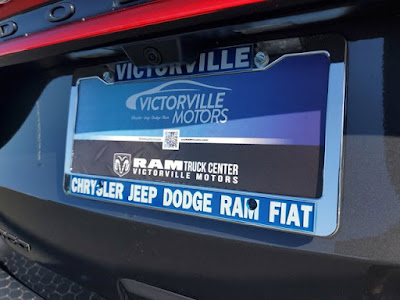 VICTORVILLE
VICTORVILLE
MOTORS
RAM TRUCK CENTER
VICTORVILLE MOTORS
CHRYSLER JEEP DODGE RAM FIAT